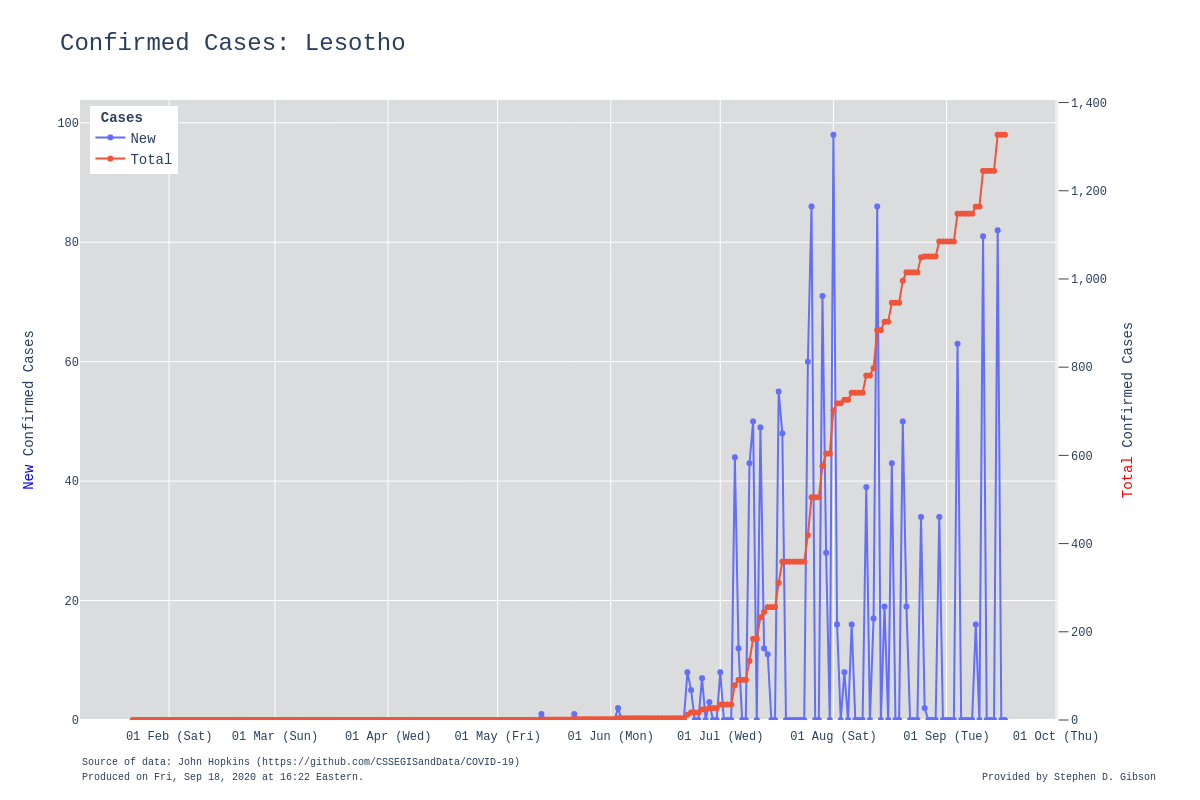 Confirmed Cases: Lesotho
Cases
New
Total
100
80
60
40
20
0
1,400
1,200
1,000
800
600
400
200
0
New Confirmed Cases
Total Confirmed Cases
01 Feb (Sat) 01 Mar (Sun) 01 Apr (Wed) 01 May (Fri) 01 Jun (Mon) 01 Jul (Wed) 01 Aug (Sat) 01 Sep (Tue) 01 Oct (Thu)
Source of data: John Hopkins (https://github.com/CSSEGISandData/COVID-19)
Produced on Fri, Sep 18, 2020 at 16:22 Eastern.
Provided by Stephen D. Gibson